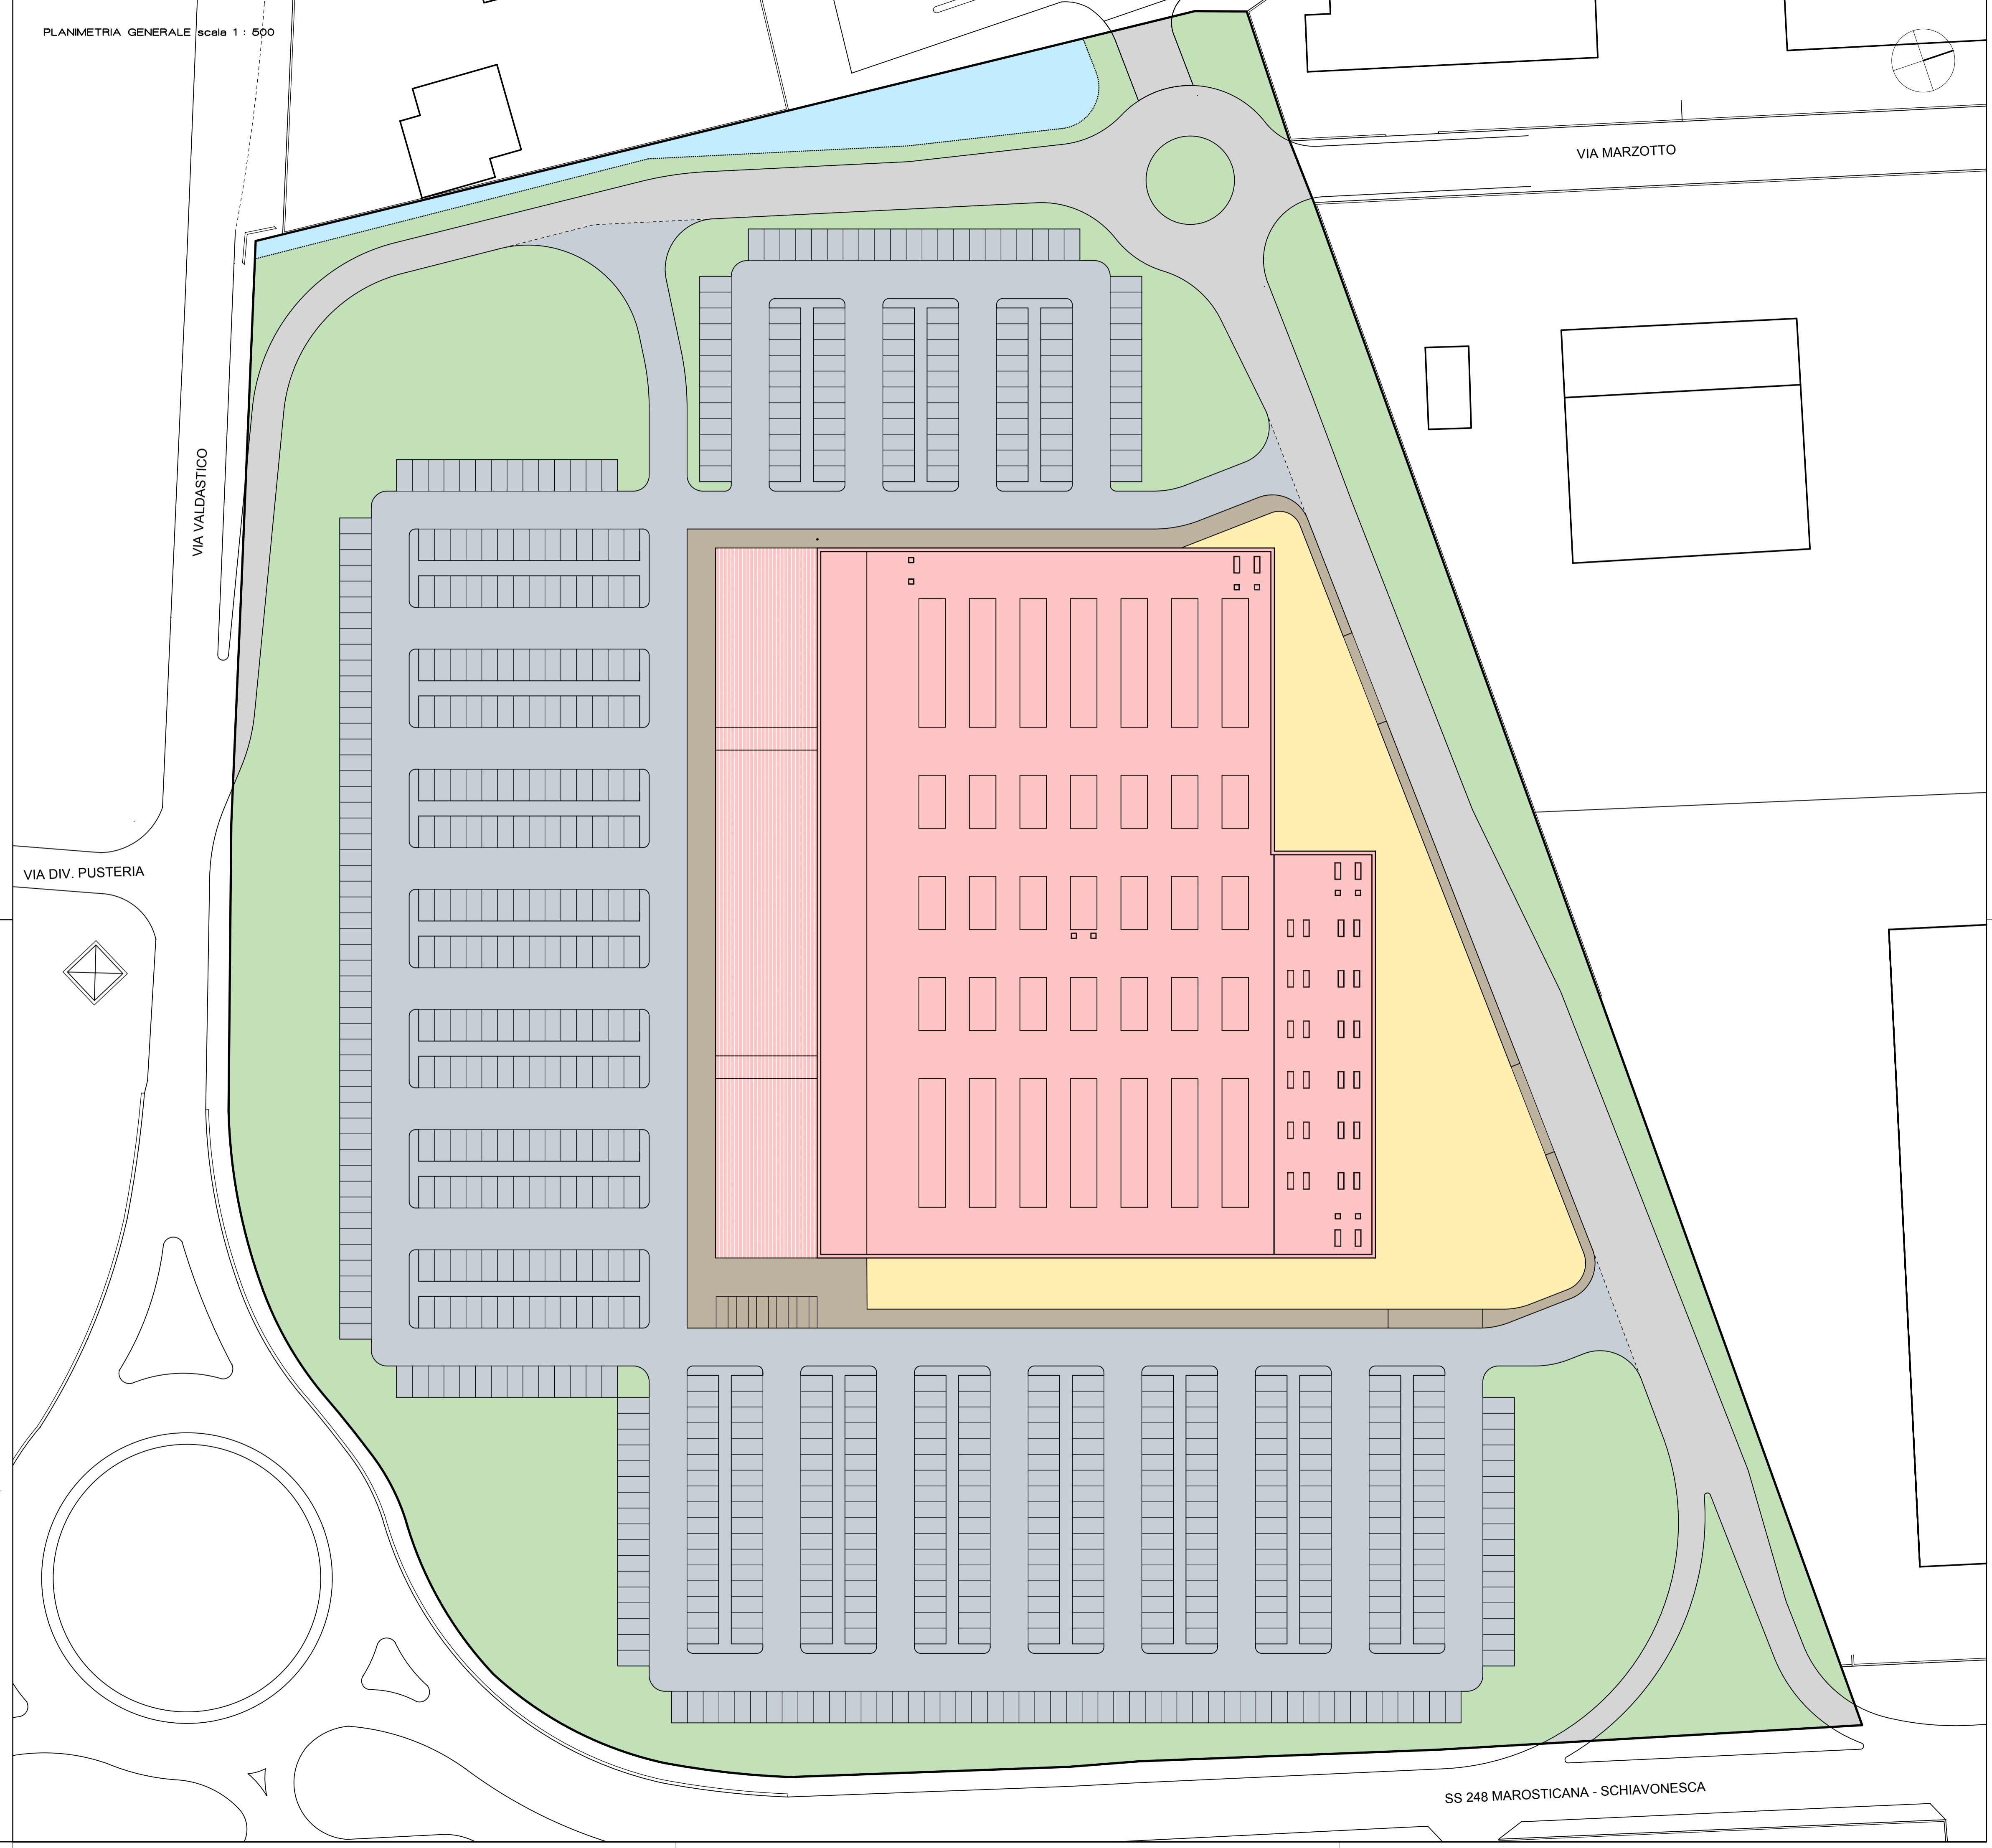 PLANIMETRIA GENERALE scala 1 : 500
VIA MARZOTTO
VIA VALDASTICO
VIA DIV. PUSTERIA
SS 248 MAROSTICANA - SCHIAVONESCA